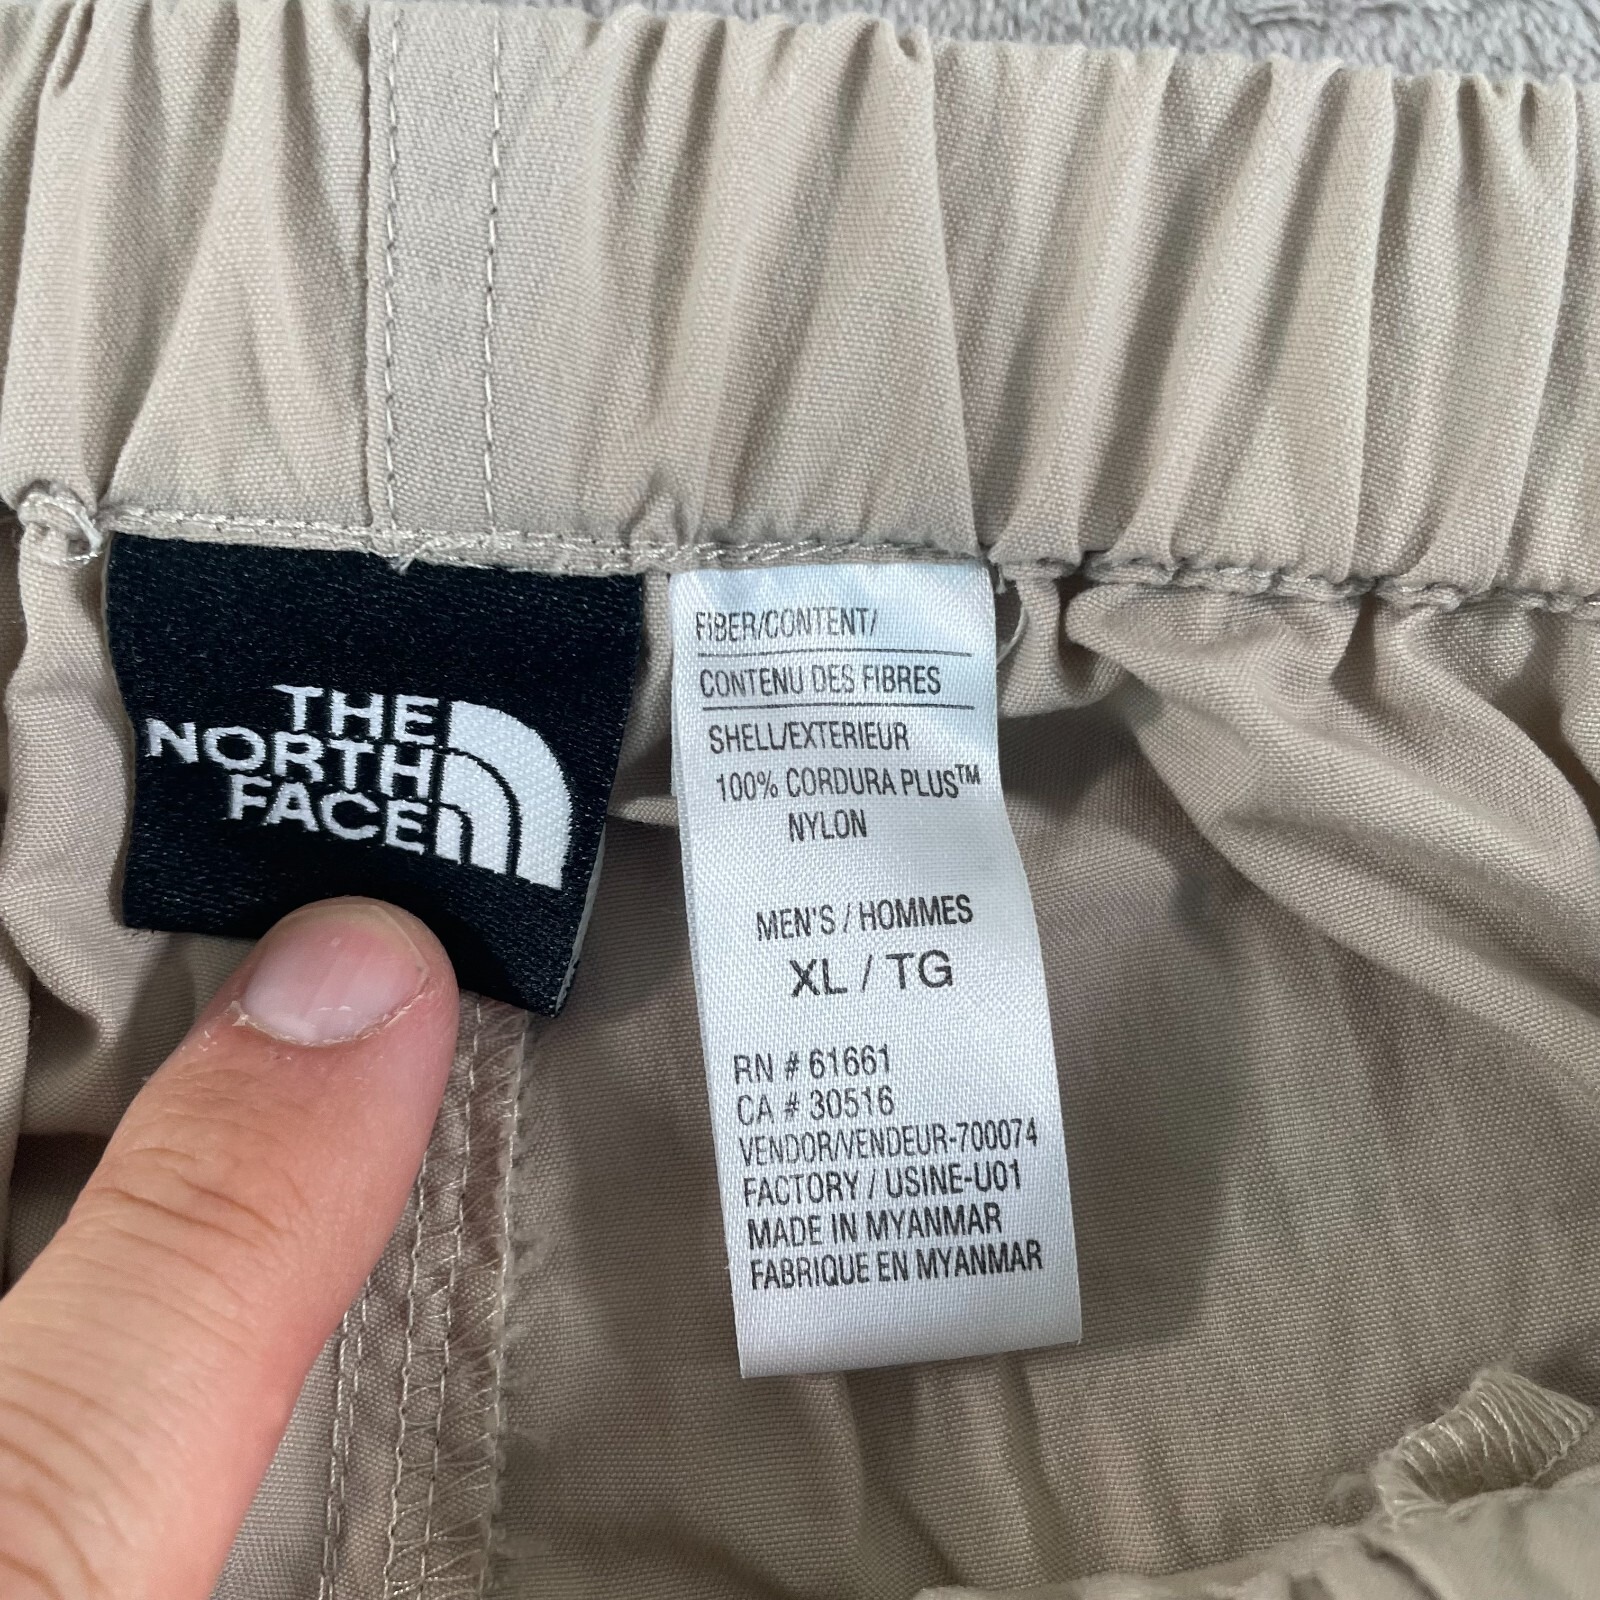 THE
NORTH
FACE
FIBER/CONTENT/
CONTENU DES FIBRES
SHELL/EXTERIEUR
100% CORDURA PLUS™
NYLON
MEN'S / HOMMES
XL / TG
RN # 61661
CA # 30516
VENDOR/VENDEUR-700074
FACTORY / USINE-U01
MADE IN MYANMAR
FABRIQUE EN MYANMAR